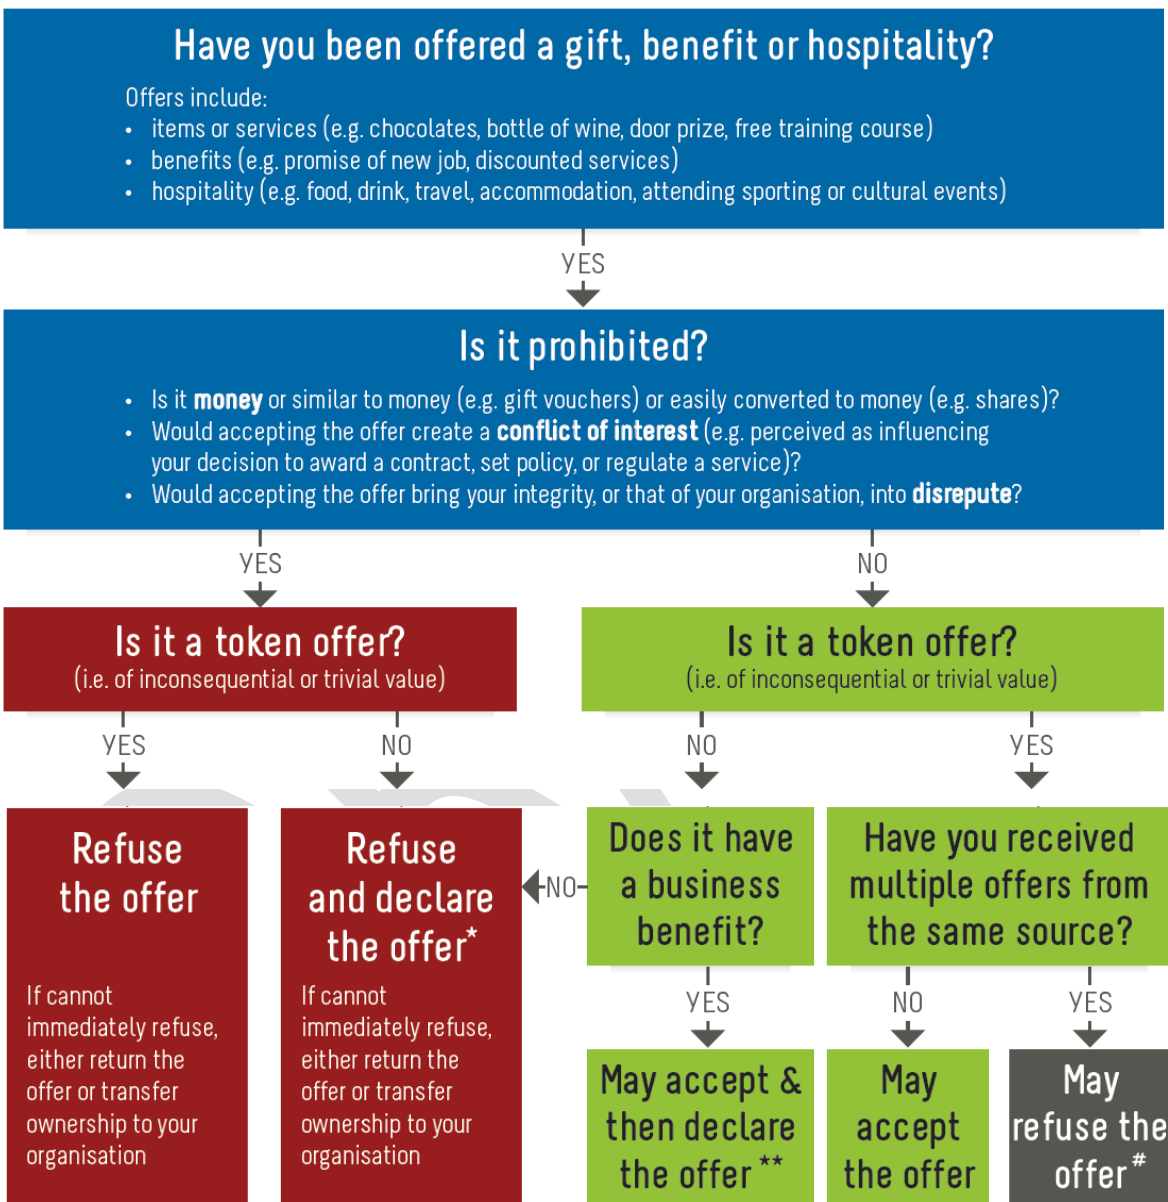 Have you been offered a gift, benefit or hospitality?
Offers include:
• items or services (e.g. chocolates, bottle of wine, door prize, free training course)
• benefits (e.g. promise of new job, discounted services)
• hospitality (e.g. food, drink, travel, accommodation, attending sporting or cultural events)
YES
Is it prohibited?
• Is it money or similar to money (e.g. gift vouchers) or easily converted to money (e.g. shares)?
• Would accepting the offer create a conflict of interest (e.g. perceived as influencing
your decision to award a contract, set policy, or regulate a service)?
• Would accepting the offer bring your integrity, or that of your organisation, into disrepute?
YES
NO
Is it a token offer?
(i.e. of inconsequential or trivial value)
Is it a token offer?
(i.e. of inconsequential or trivial value)
YES
NO
NO
YES
Refuse
the offer
If cannot
immediately refuse,
either return the
offer or transfer
ownership to your
organisation
Refuse
and declare
the offer*
If cannot
immediately refuse,
either return the
offer or transfer
ownership to your
organisation
NO
Does it have
a business
benefit?
Have you received
multiple offers from
the same source?
YES
NO
YES
May accept &
then declare
the offer **
May
accept
the offer
May
refuse the
offer #